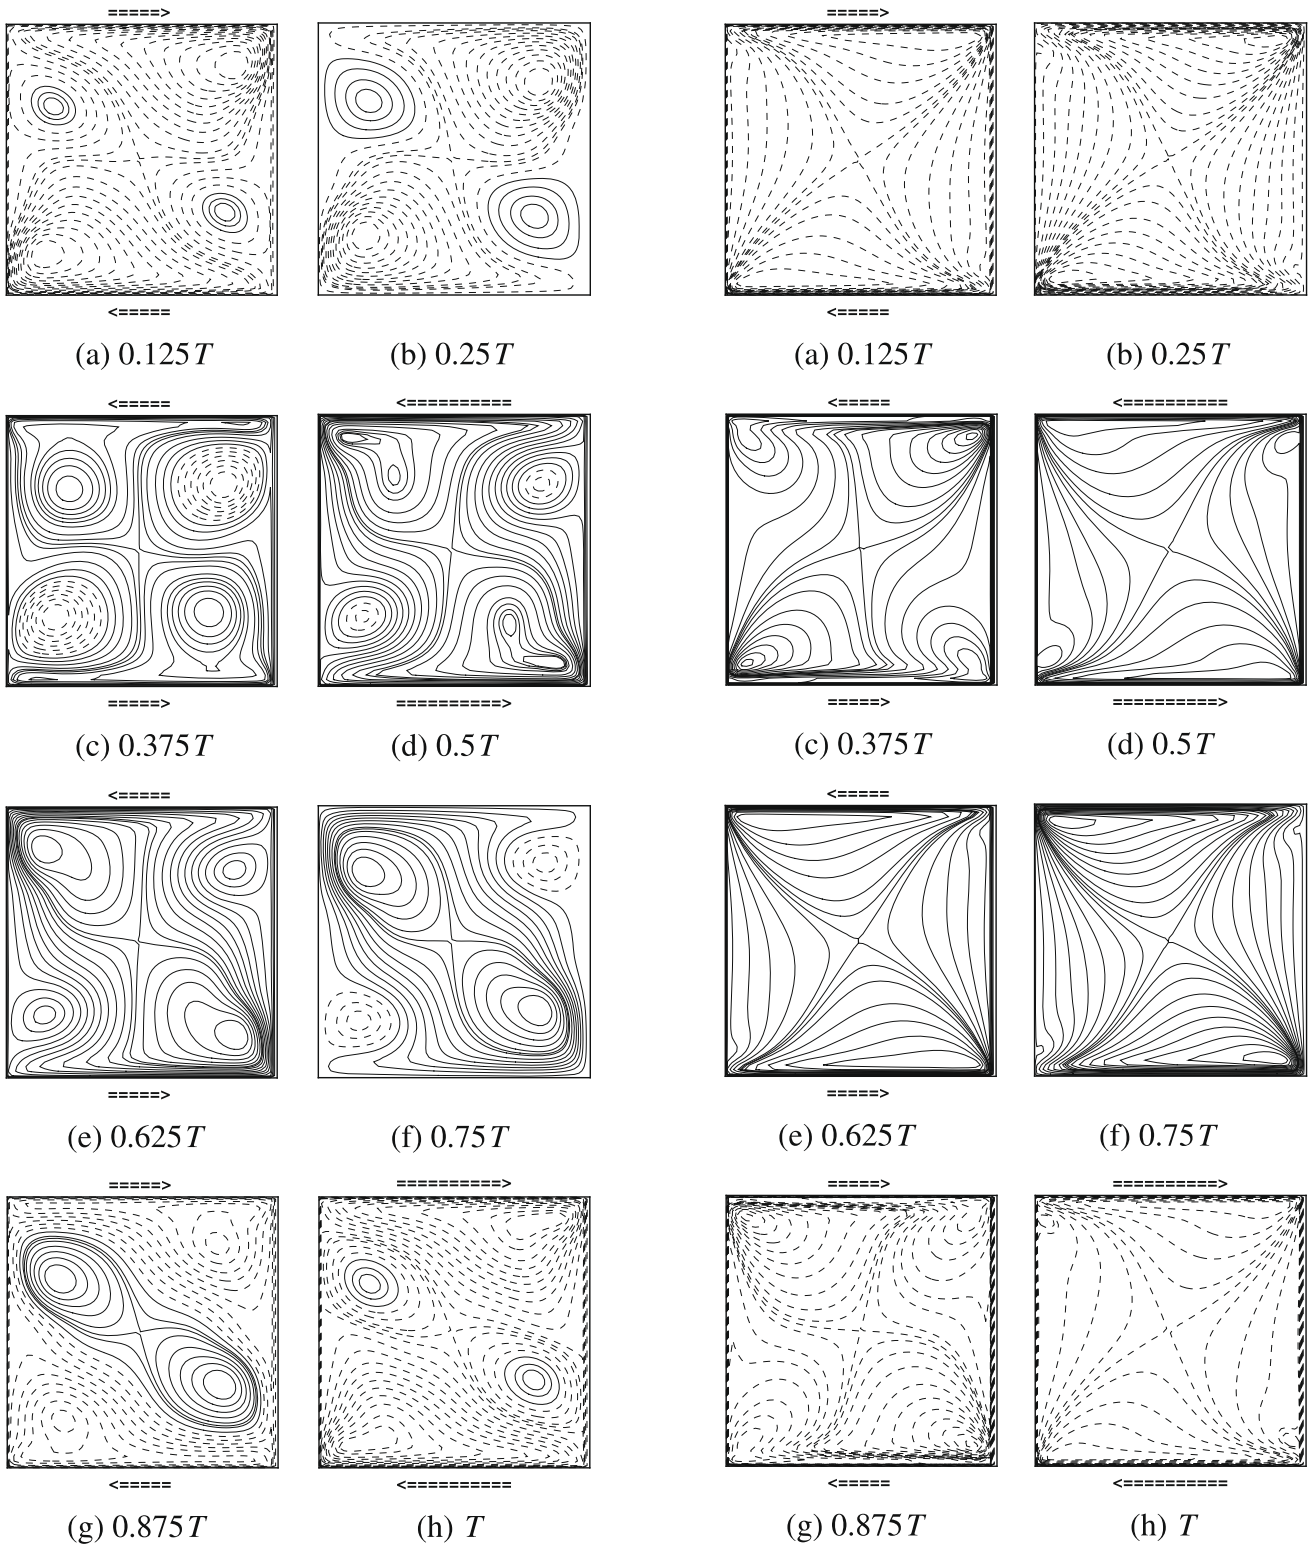 =====> =====>
<===== <=====
(a) 0.125T (b) 0.25T (a) 0.125T (b) 0.25T
<===== <========== <===== <==========
=====> ==========> =====> ==========>
(c) 0.375T (d) 0.5T (c) 0.375T (d) 0.5T
<===== <=====
=====> =====>
(e) 0.625T (f) 0.75T (e) 0.625T (f) 0.75T
=====> ==========> =====> ==========>
<===== <========== <===== <==========
(g) 0.875T (h) T (g) 0.875T (h) T